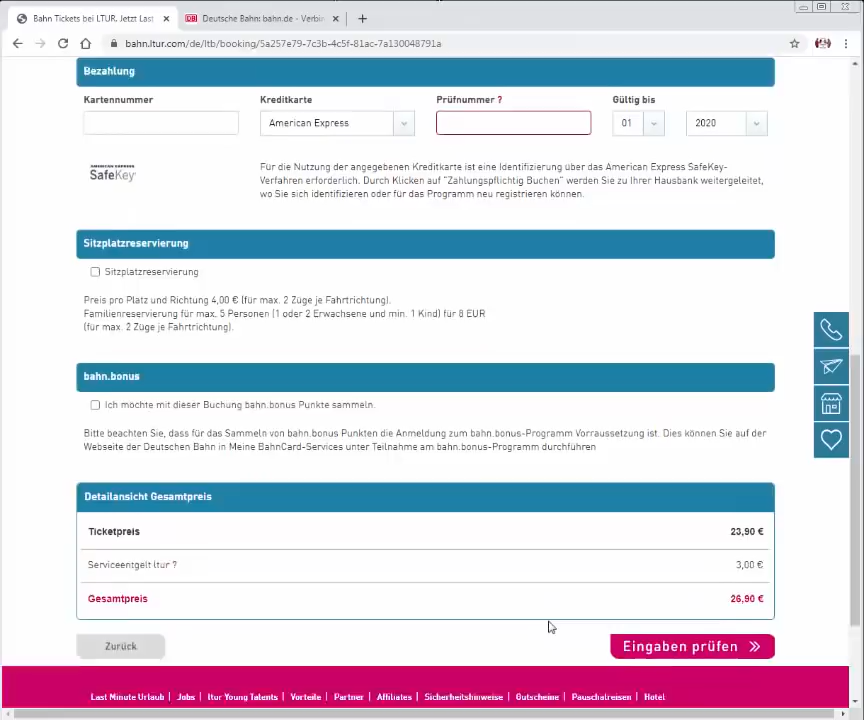 Bahn Tickets bei LTUR. Jetzt Last
Deutsche Bahn: bahn.de - Verbin
bahn.ltur.com/de/ltb/booking/5a257e79-7c3b-4c5f-81ac-7a130048791a
Bezahlung
Kartennummer Kreditkarte Prüfnummer ? Gültig bis
American Express 01 2020
AMERICAN EXPRESS
SafeKey
Für die Nutzung der angegebenen Kreditkarte ist eine Identifizierung über das American Express SafeKey-
Verfahren erforderlich. Durch Klicken auf "Zahlungspflichtig Buchen" werden Sie zu Ihrer Hausbank weitergeleitet,
wo Sie sich identifizieren oder für das Programm neu registrieren können.
Sitzplatzreservierung
Sitzplatzreservierung
Preis pro Platz und Richtung 4,00 € (für max. 2 Züge je Fahrtrichtung).
Familienreservierung für max. 5 Personen (1 oder 2 Erwachsene und min. 1 Kind) für 8 EUR
(für max. 2 Züge je Fahrtrichtung).
bahn.bonus
Ich möchte mit dieser Buchung bahn.bonus Punkte sammeln.
Bitte beachten Sie, dass für das Sammeln von bahn.bonus Punkten die Anmeldung zum bahn.bonus-Programm Vorraussetzung ist. Dies können Sie auf der
Webseite der Deutschen Bahn in Meine BahnCard-Services unter Teilnahme am bahn.bonus-Programm durchführen
Detailansicht Gesamtpreis
Ticketpreis 23,90 €
Serviceentgelt ltur ? 3,00 €
Gesamtpreis 26,90 €
Zurück Eingaben prüfen
Last Minute Urlaub | Jobs | ltur Young Talents | Vorteile | Partner | Affiliates | Sicherheitshinweise | Gutscheine | Pauschalreisen | Hotel